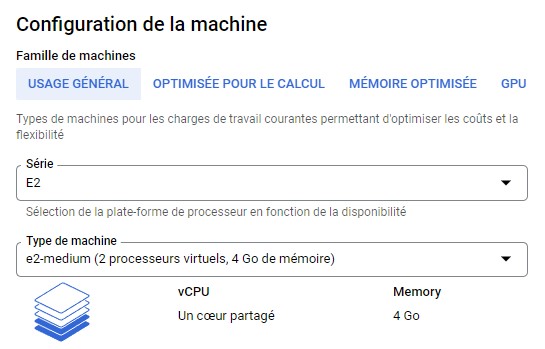 Configuration de la machine
Famille de machines
USAGE GÉNÉRAL OPTIMISÉE POUR LE CALCUL MÉMOIRE OPTIMISÉE GPU
Types de machines pour les charges de travail courantes permettant d'optimiser les coûts et la
flexibilité
Série
E2
Sélection de la plate-forme de processeur en fonction de la disponibilité
Type de machine
e2-medium (2 processeurs virtuels, 4 Go de mémoire)
vCPU Memory
Un cœur partagé 4 Go